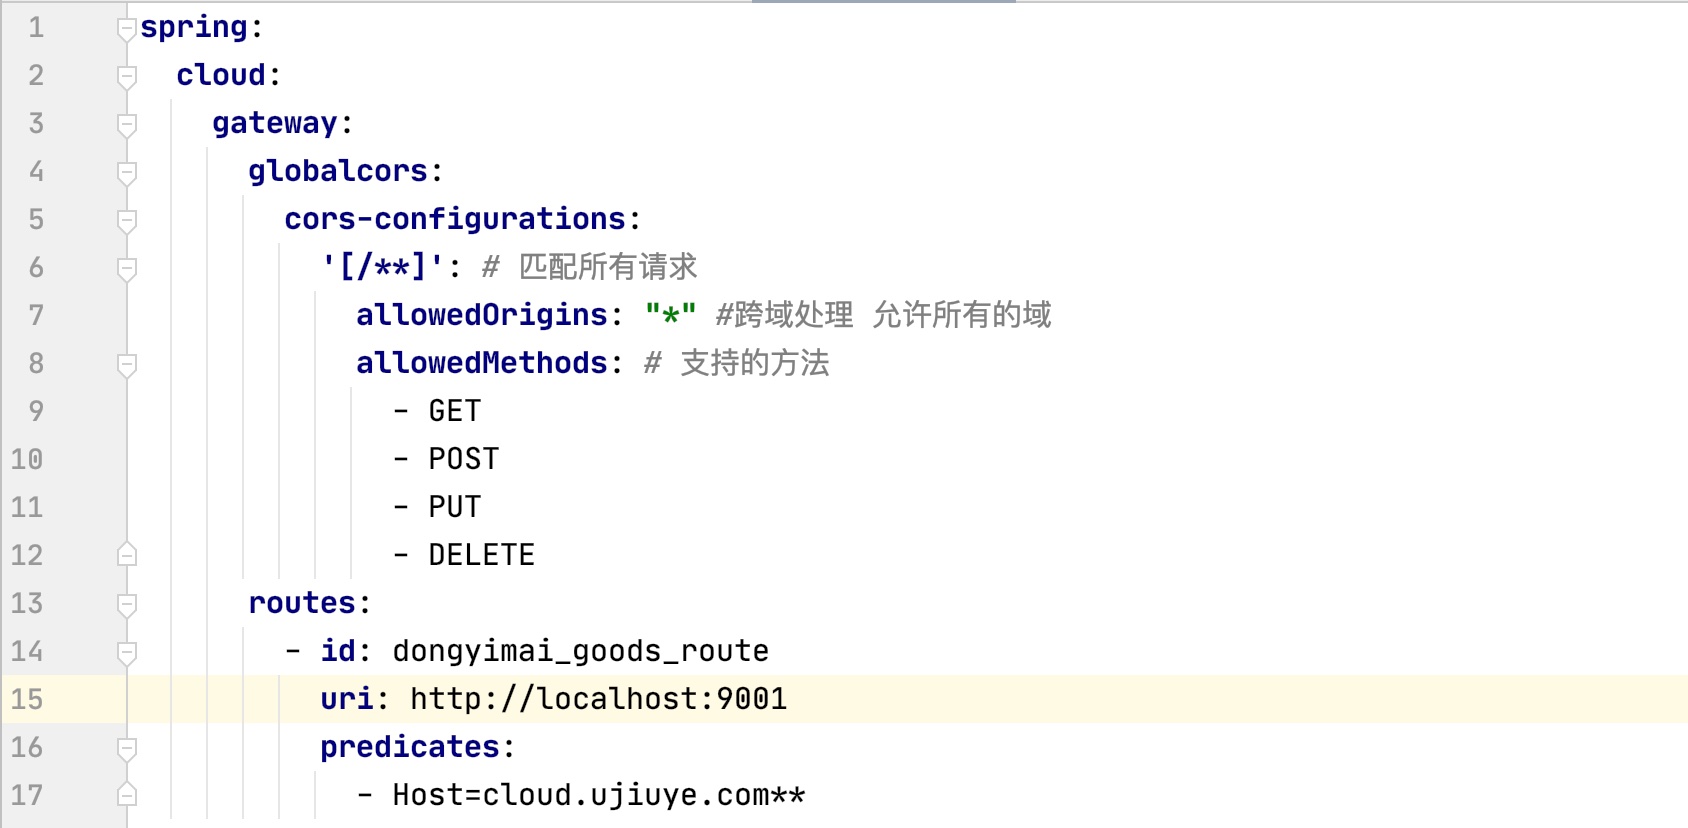 1 spring:
2 cloud:
3 gateway:
4 globalcors:
5 cors-configurations:
6 '[/**]': # 匹配所有请求
7 allowedOrigins: "*" #跨域处理 允许所有的域
8 allowedMethods: # 支持的方法
9 - GET
10 - POST
11 - PUT
12 - DELETE
13 routes:
14 - id: dongyimai_goods_route
15 uri: http://localhost:9001
16 predicates:
17 - Host=cloud.ujiuye.com**